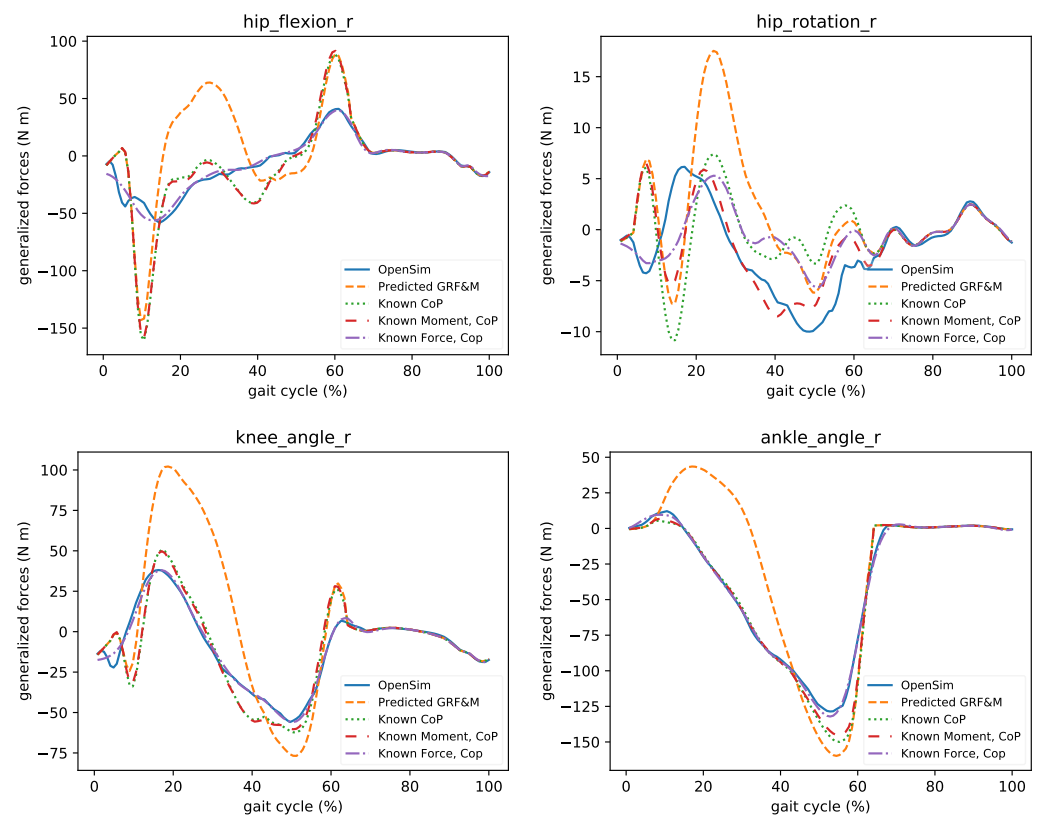 hip_flexion_r
generalized forces (N m)
100
50
0
−50
−100
−150
0
20
40
60
80
100
gait cycle (%)
OpenSim
Predicted GRF&M
Known CoP
Known Moment, CoP
Known Force, Cop
hip_rotation_r
generalized forces (N m)
15
10
5
0
−5
−10
0
20
40
60
80
100
gait cycle (%)
OpenSim
Predicted GRF&M
Known CoP
Known Moment, CoP
Known Force, Cop
knee_angle_r
generalized forces (N m)
100
75
50
25
0
−25
−50
−75
0
20
40
60
80
100
gait cycle (%)
OpenSim
Predicted GRF&M
Known CoP
Known Moment, CoP
Known Force, Cop
ankle_angle_r
generalized forces (N m)
50
25
0
−25
−50
−75
−100
−125
−150
0
20
40
60
80
100
gait cycle (%)
OpenSim
Predicted GRF&M
Known CoP
Known Moment, CoP
Known Force, Cop